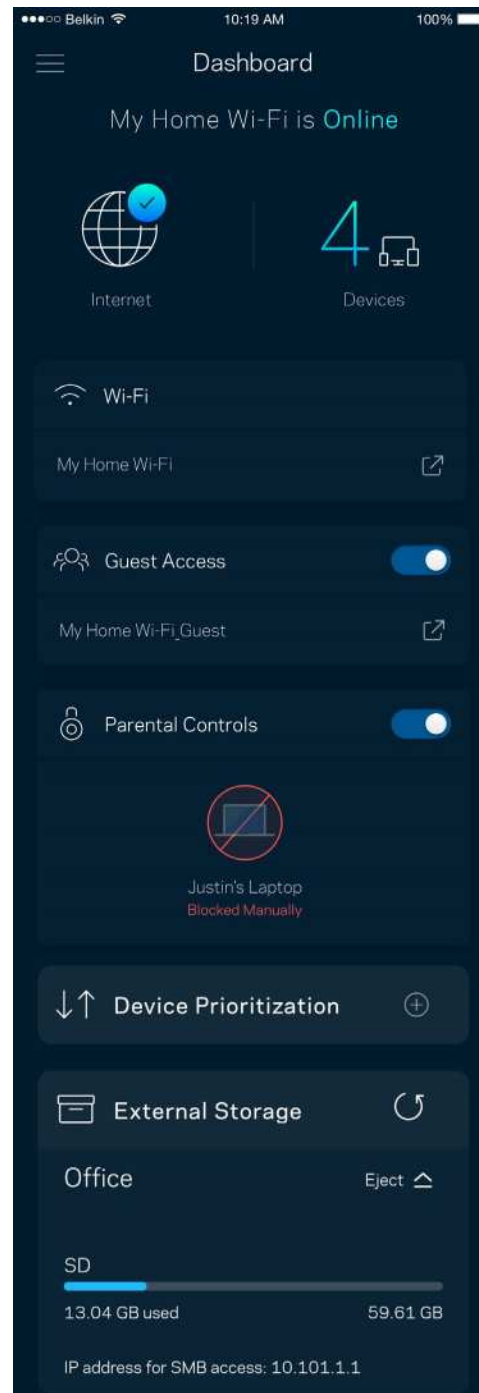 Belkin 10:19 AM 100%
Dashboard
My Home Wi-Fi is Online
4
Internet Devices
Wi-Fi
My Home Wi-Fi
Guest Access
My Home Wi-Fi_Guest
Parental Controls
Justin's Laptop
Blocked Manually
Device Prioritization
External Storage
Office Eject
SD
13.04 GB used 59.61 GB
IP address for SMB access: 10.101.1.1